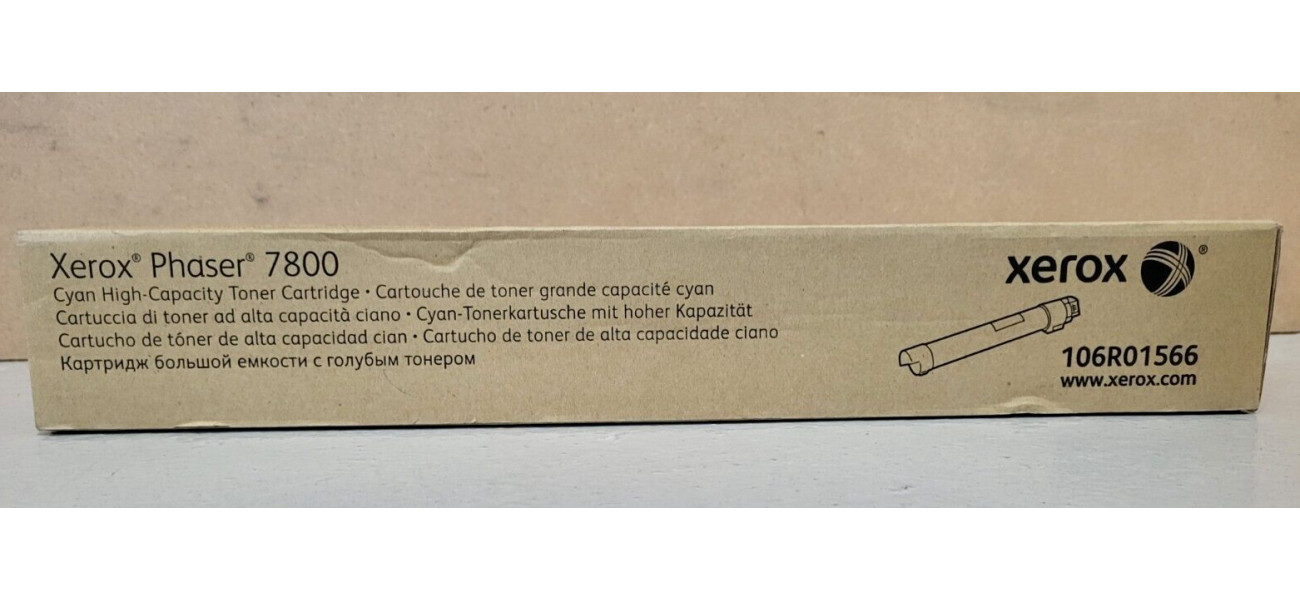 Xerox® Phaser® 7800
Cyan High-Capacity Toner Cartridge • Cartouche de toner grande capacité cyan
Cartuccia di toner ad alta capacità ciano • Cyan-Tonerkartusche mit hoher Kapazität
Cartucho de tóner de alta capacidad cian • Cartucho de toner de alta capacidade ciano
Картридж большой емкости с голубым тонером
xerox ®
106R01566
www.xerox.com